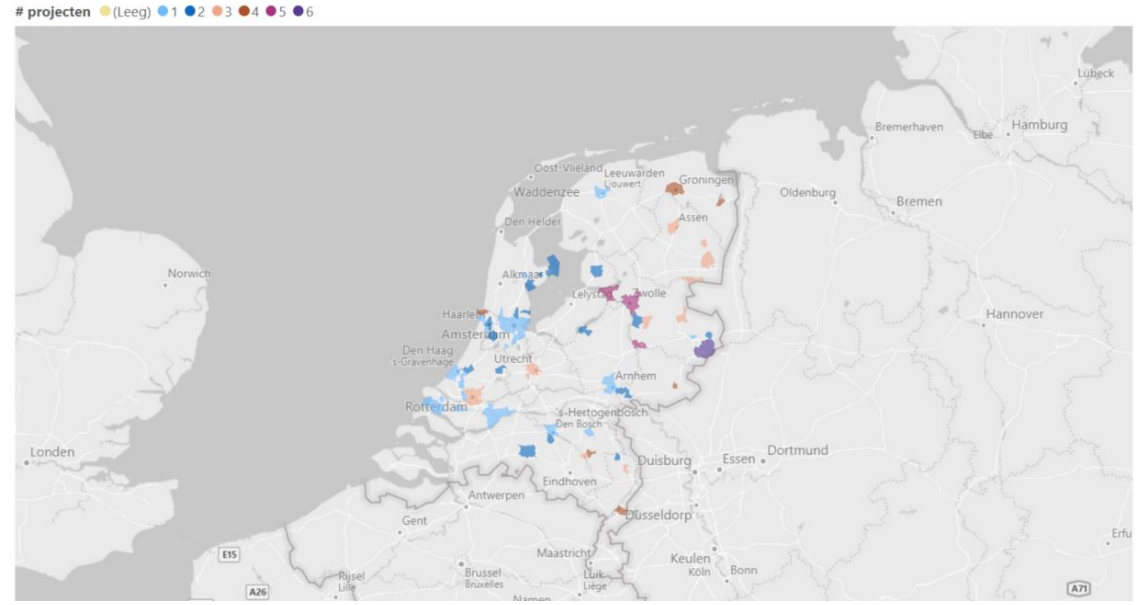 # projecten (Leeg) 1 2 3 4 5 6
Lübeck
Bremerhaven
Elbe
Hamburg
Oost-Vlieland
Leeuwarden
Ljouwert
Groningen
Waddenzee
Oldenburg
Bremen
Den Helder
Assen
Norwich
Alkmaar
Lelystad
Zwolle
Haarlem
Hannover
Amsterdam
Den Haag
's-Gravenhage
Utrecht
Arnhem
Rotterdam
's-Hertogenbosch
Den Bosch
Londen
Duisburg
Essen
Dortmund
Eindhoven
Antwerpen
Düsseldorp
Gent
Erfu
E15
Maastricht
Keulen
Köln
Brussel
Bruxelles
Bonn
Rijsel
Lille
Luik
Liège
A26
Namen
A71